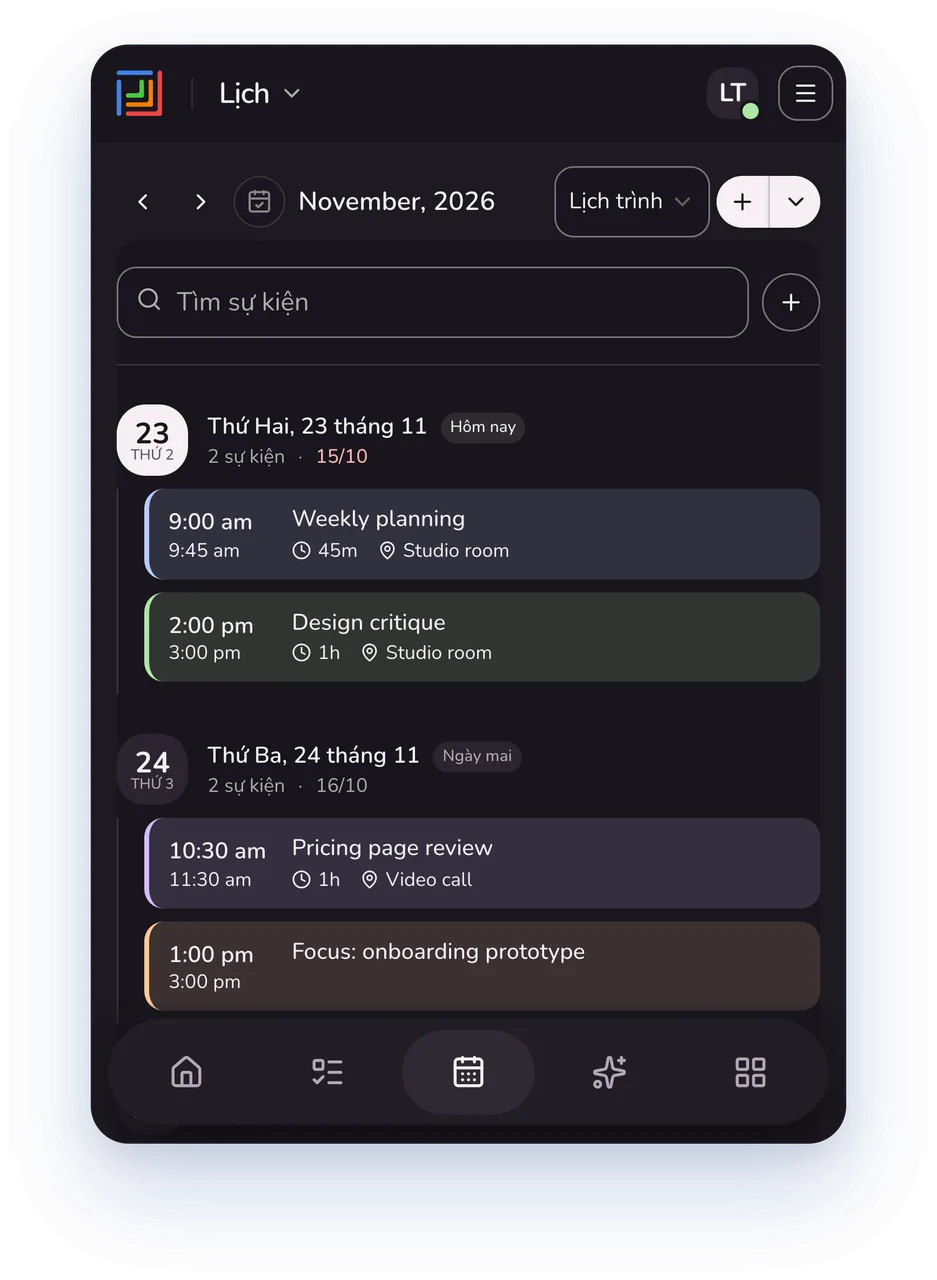 Lịch
LT
November, 2026
Lịch trình
Tìm sự kiện
23
THỨ 2
Thứ Hai, 23 tháng 11
Hôm nay
2 sự kiện · 15/10
9:00 am
9:45 am
Weekly planning
45m
Studio room
2:00 pm
3:00 pm
Design critique
1h
Studio room
24
THỨ 3
Thứ Ba, 24 tháng 11
Ngày mai
2 sự kiện · 16/10
10:30 am
11:30 am
Pricing page review
1h
Video call
1:00 pm
3:00 pm
Focus: onboarding prototype